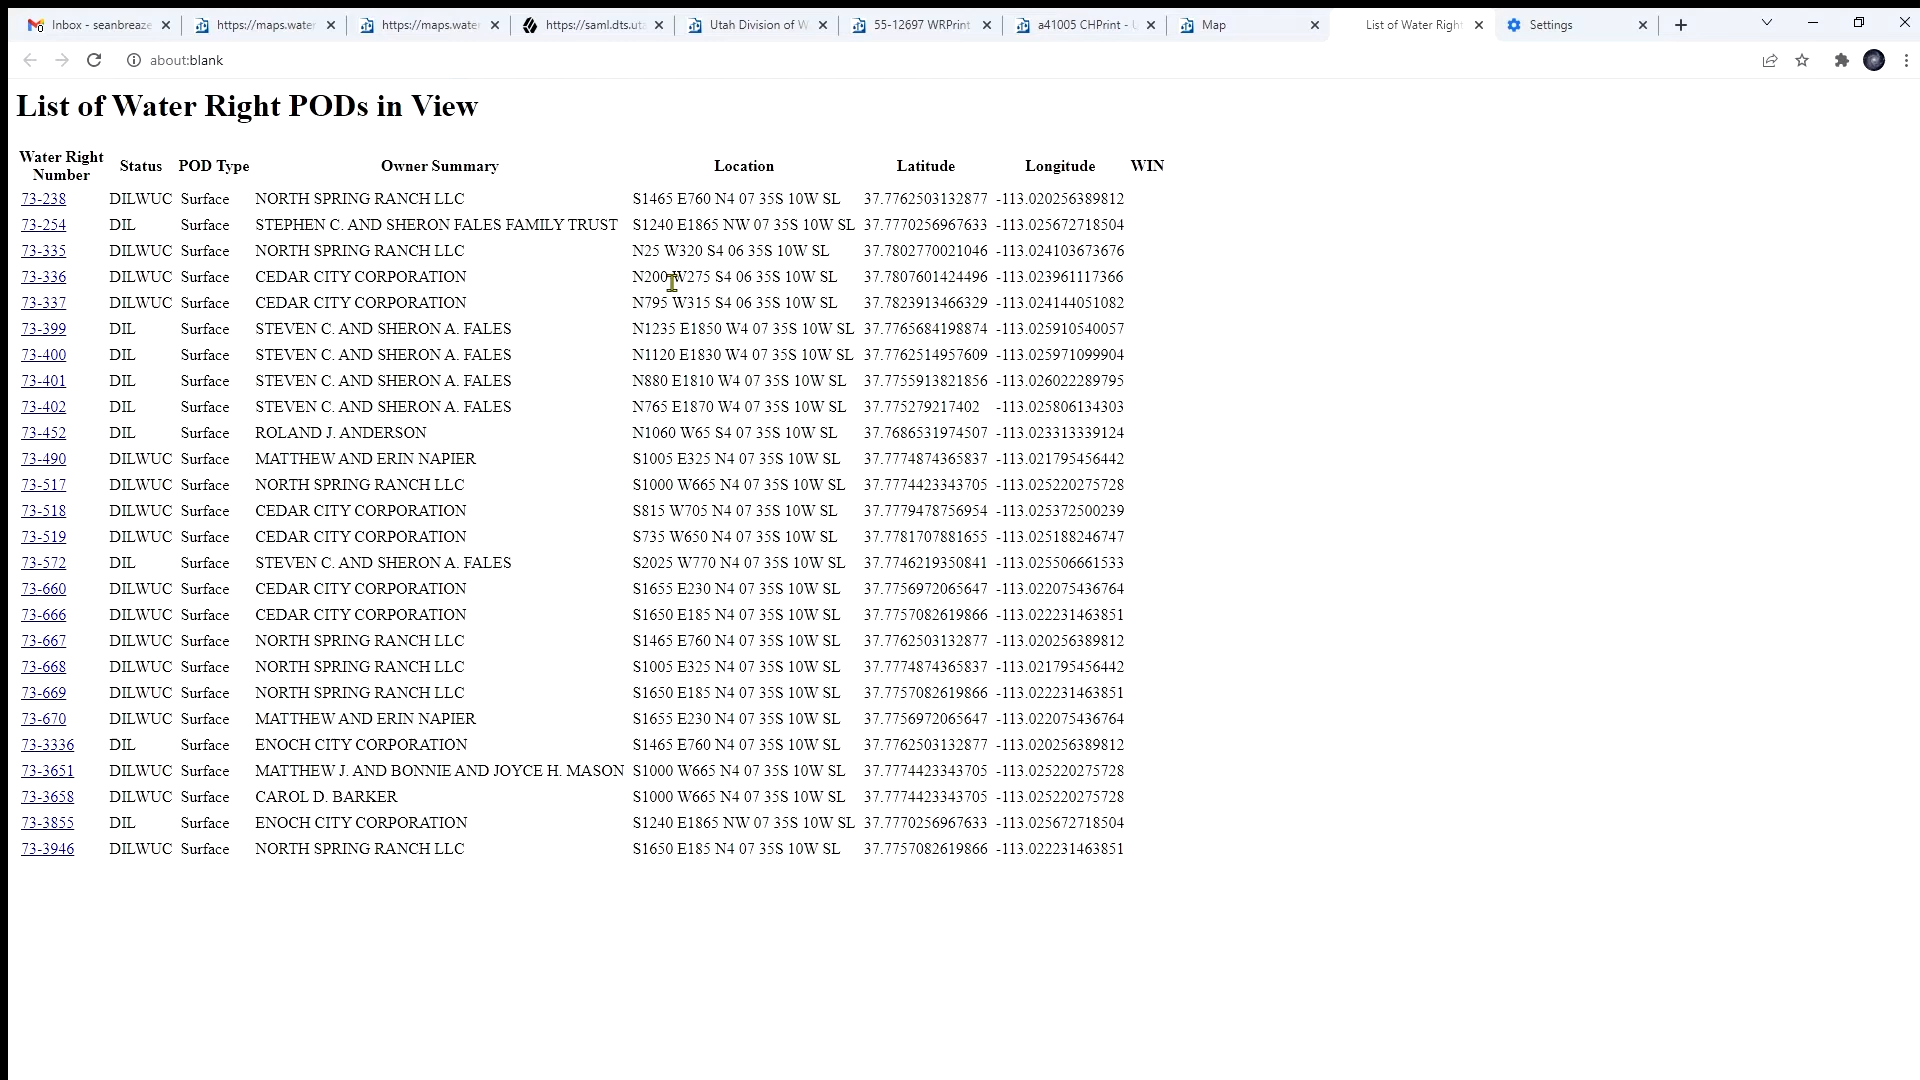 Inbox - seanbreaze
https://maps.water
https://maps.water
https://saml.dts.uta
Utah Division of W
55-12697 WRPrint
a41005 CHPrint - U
Map
List of Water Right
Settings
about:blank
List of Water Right PODs in View
Water Right Number Status POD Type Owner Summary Location Latitude Longitude WIN
73-238 DILWUC Surface NORTH SPRING RANCH LLC S1465 E760 N4 07 35S 10W SL 37.7762503132877 -113.020256389812
73-254 DIL Surface STEPHEN C. AND SHERON FALES FAMILY TRUST S1240 E1865 NW 07 35S 10W SL 37.7770256967633 -113.025672718504
73-335 DILWUC Surface NORTH SPRING RANCH LLC N25 W320 S4 06 35S 10W SL 37.7802770021046 -113.024103673676
73-336 DILWUC Surface CEDAR CITY CORPORATION N200 W275 S4 06 35S 10W SL 37.7807601424496 -113.023961117366
73-337 DILWUC Surface CEDAR CITY CORPORATION N795 W315 S4 06 35S 10W SL 37.7823913466329 -113.024144051082
73-399 DIL Surface STEVEN C. AND SHERON A. FALES N1235 E1850 W4 07 35S 10W SL 37.7765684198874 -113.025910540057
73-400 DIL Surface STEVEN C. AND SHERON A. FALES N1120 E1830 W4 07 35S 10W SL 37.7762514957609 -113.025971099904
73-401 DIL Surface STEVEN C. AND SHERON A. FALES N880 E1810 W4 07 35S 10W SL 37.7755913821856 -113.026022289795
73-402 DIL Surface STEVEN C. AND SHERON A. FALES N765 E1870 W4 07 35S 10W SL 37.775279217402 -113.025806134303
73-452 DIL Surface ROLAND J. ANDERSON N1060 W65 S4 07 35S 10W SL 37.7686531974507 -113.023313339124
73-490 DILWUC Surface MATTHEW AND ERIN NAPIER S1005 E325 N4 07 35S 10W SL 37.7774874365837 -113.021795456442
73-517 DILWUC Surface NORTH SPRING RANCH LLC S1000 W665 N4 07 35S 10W SL 37.7774423343705 -113.025220275728
73-518 DILWUC Surface CEDAR CITY CORPORATION S815 W705 N4 07 35S 10W SL 37.7779478756954 -113.025372500239
73-519 DILWUC Surface CEDAR CITY CORPORATION S735 W650 N4 07 35S 10W SL 37.7781707881655 -113.025188246747
73-572 DIL Surface STEVEN C. AND SHERON A. FALES S2025 W770 N4 07 35S 10W SL 37.7746219350841 -113.025506661533
73-660 DILWUC Surface CEDAR CITY CORPORATION S1655 E230 N4 07 35S 10W SL 37.7756972065647 -113.022075436764
73-666 DILWUC Surface CEDAR CITY CORPORATION S1650 E185 N4 07 35S 10W SL 37.7757082619866 -113.022231463851
73-667 DILWUC Surface NORTH SPRING RANCH LLC S1465 E760 N4 07 35S 10W SL 37.7762503132877 -113.020256389812
73-668 DILWUC Surface NORTH SPRING RANCH LLC S1005 E325 N4 07 35S 10W SL 37.7774874365837 -113.021795456442
73-669 DILWUC Surface NORTH SPRING RANCH LLC S1650 E185 N4 07 35S 10W SL 37.7757082619866 -113.022231463851
73-670 DILWUC Surface MATTHEW AND ERIN NAPIER S1655 E230 N4 07 35S 10W SL 37.7756972065647 -113.022075436764
73-3336 DIL Surface ENOCH CITY CORPORATION S1465 E760 N4 07 35S 10W SL 37.7762503132877 -113.020256389812
73-3651 DILWUC Surface MATTHEW J. AND BONNIE AND JOYCE H. MASON S1000 W665 N4 07 35S 10W SL 37.7774423343705 -113.025220275728
73-3658 DILWUC Surface CAROL D. BARKER S1000 W665 N4 07 35S 10W SL 37.7774423343705 -113.025220275728
73-3855 DIL Surface ENOCH CITY CORPORATION S1240 E1865 NW 07 35S 10W SL 37.7770256967633 -113.025672718504
73-3946 DILWUC Surface NORTH SPRING RANCH LLC S1650 E185 N4 07 35S 10W SL 37.7757082619866 -113.022231463851